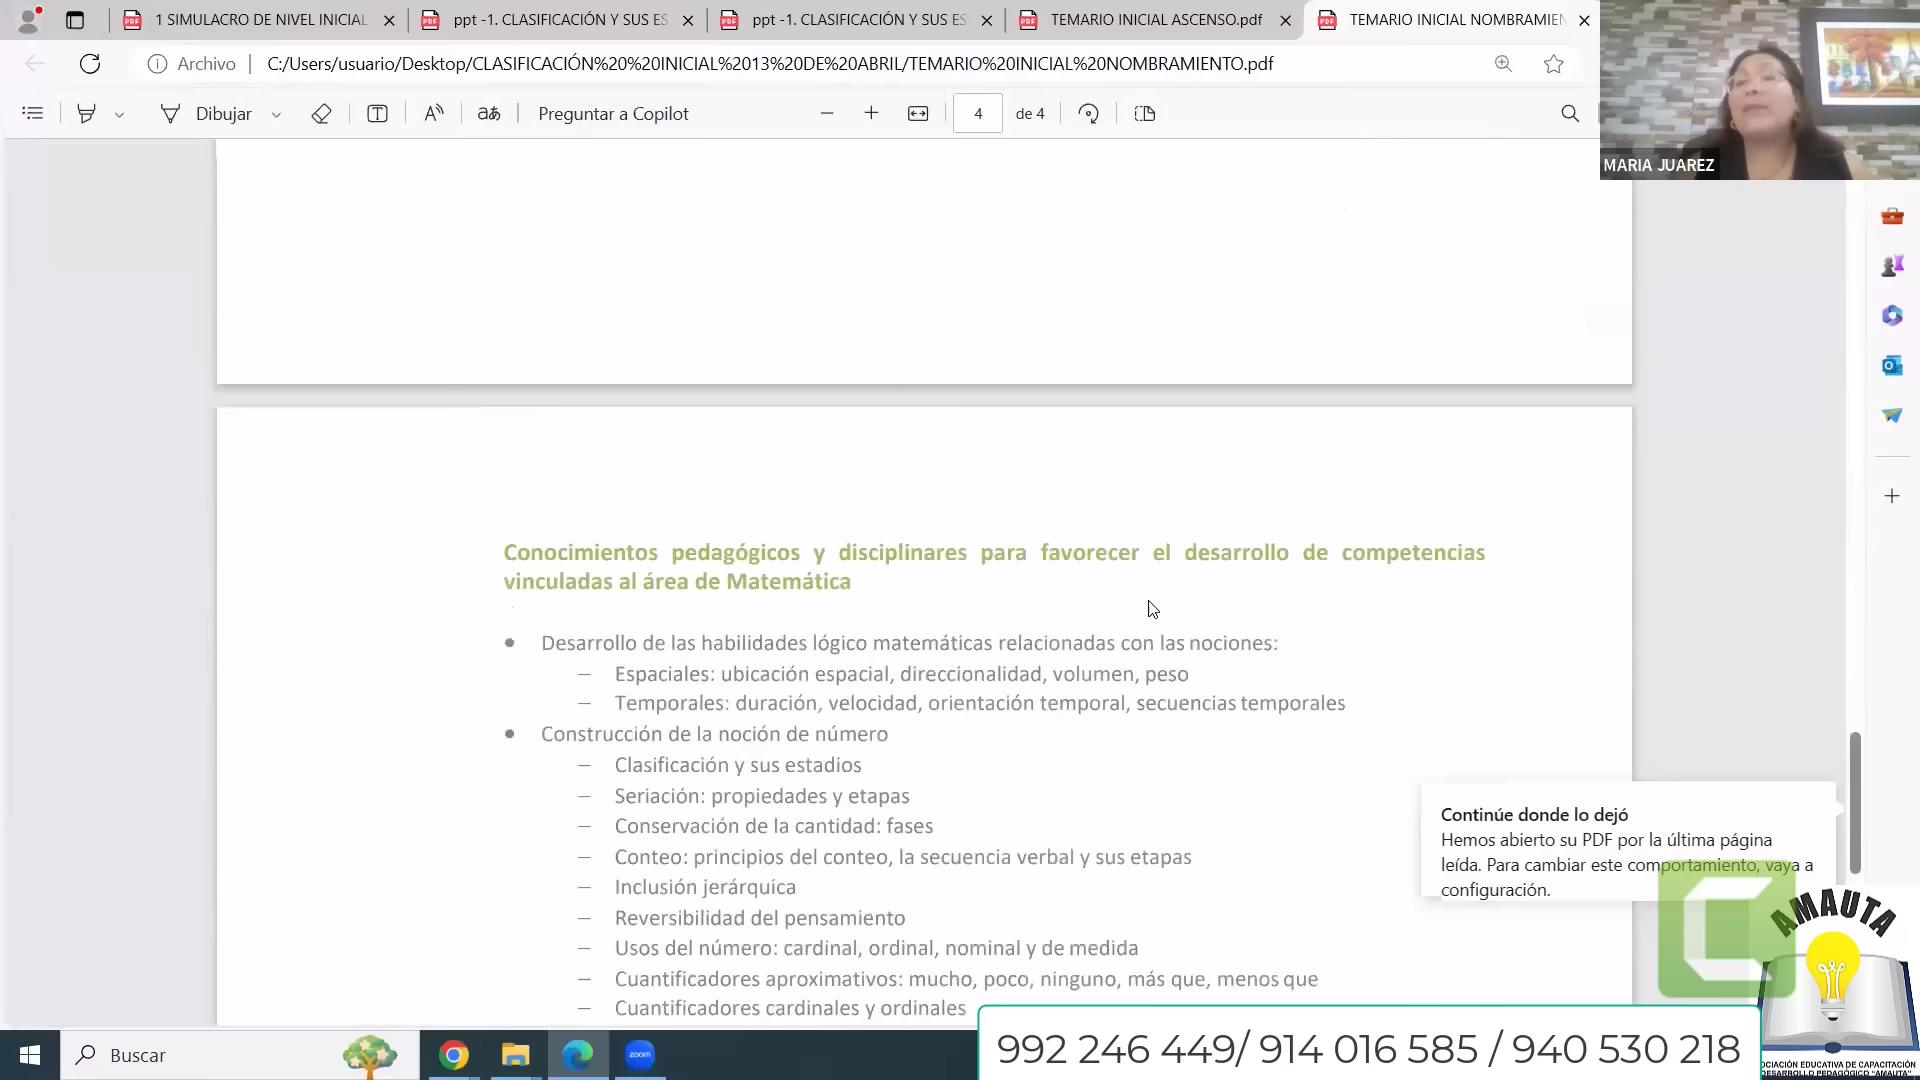 1 SIMULACRO DE NIVEL INICIAL
ppt -1. CLASIFICACIÓN Y SUS ES
ppt -1. CLASIFICACIÓN Y SUS ES
TEMARIO INICIAL ASCENSO.pdf
TEMARIO INICIAL NOMBRAMIEN
Archivo
C:/Users/usuario/Desktop/CLASIFICACIÓN%20%20INICIAL%2013%20DE%20ABRIL/TEMARIO%20INICIAL%20NOMBRAMIENTO.pdf
Dibujar
Preguntar a Copilot
4
de 4
MARIA JUAREZ
Conocimientos pedagógicos y disciplinares para favorecer el desarrollo de competencias
vinculadas al área de Matemática
• Desarrollo de las habilidades lógico matemáticas relacionadas con las nociones:
– Espaciales: ubicación espacial, direccionalidad, volumen, peso
– Temporales: duración, velocidad, orientación temporal, secuencias temporales
• Construcción de la noción de número
– Clasificación y sus estadios
– Seriación: propiedades y etapas
– Conservación de la cantidad: fases
– Conteo: principios del conteo, la secuencia verbal y sus etapas
– Inclusión jerárquica
– Reversibilidad del pensamiento
– Usos del número: cardinal, ordinal, nominal y de medida
– Cuantificadores aproximativos: mucho, poco, ninguno, más que, menos que
– Cuantificadores cardinales y ordinales
Continúe donde lo dejó
Hemos abierto su PDF por la última página
leída. Para cambiar este comportamiento, vaya a
configuración.
AMAUTA
OCIACIÓN EDUCATIVA DE CAPACITACIÓN
DESARROLLO PEDAGÓGICO "AMAUTA"
992 246 449/ 914 016 585 / 940 530 218
Buscar
zoom